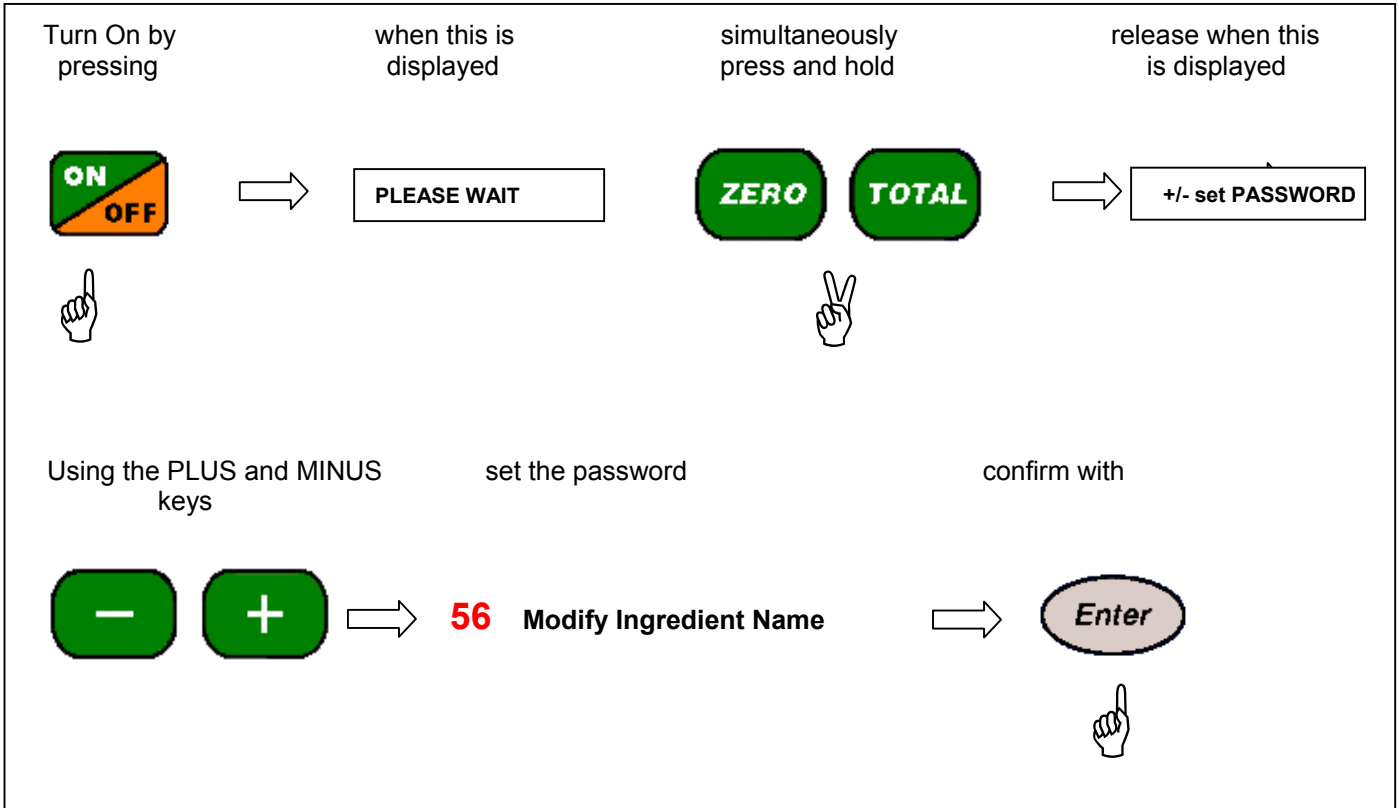 Turn On by
pressing
when this is
displayed
simultaneously
press and hold
release when this
is displayed
ON
OFF
PLEASE WAIT
ZERO
TOTAL
+/- set PASSWORD
Using the PLUS and MINUS
keys
set the password
confirm with
− +
56 Modify Ingredient Name
Enter